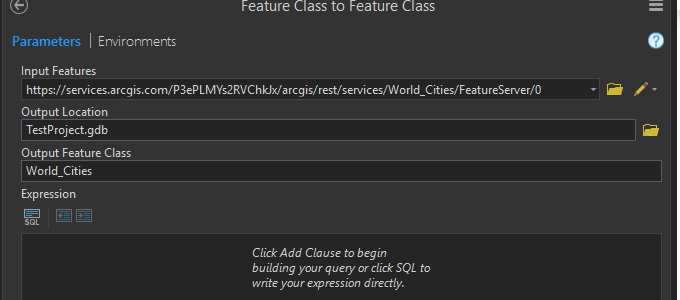 Feature Class to Feature Class
Parameters | Environments
?
Input Features
https://services.arcgis.com/P3ePLMYs2RVChkJx/arcgis/rest/services/World_Cities/FeatureServer/0
Output Location
TestProject.gdb
Output Feature Class
World_Cities
Expression
SQL
Click Add Clause to begin
building your query or click SQL to
write your expression directly.